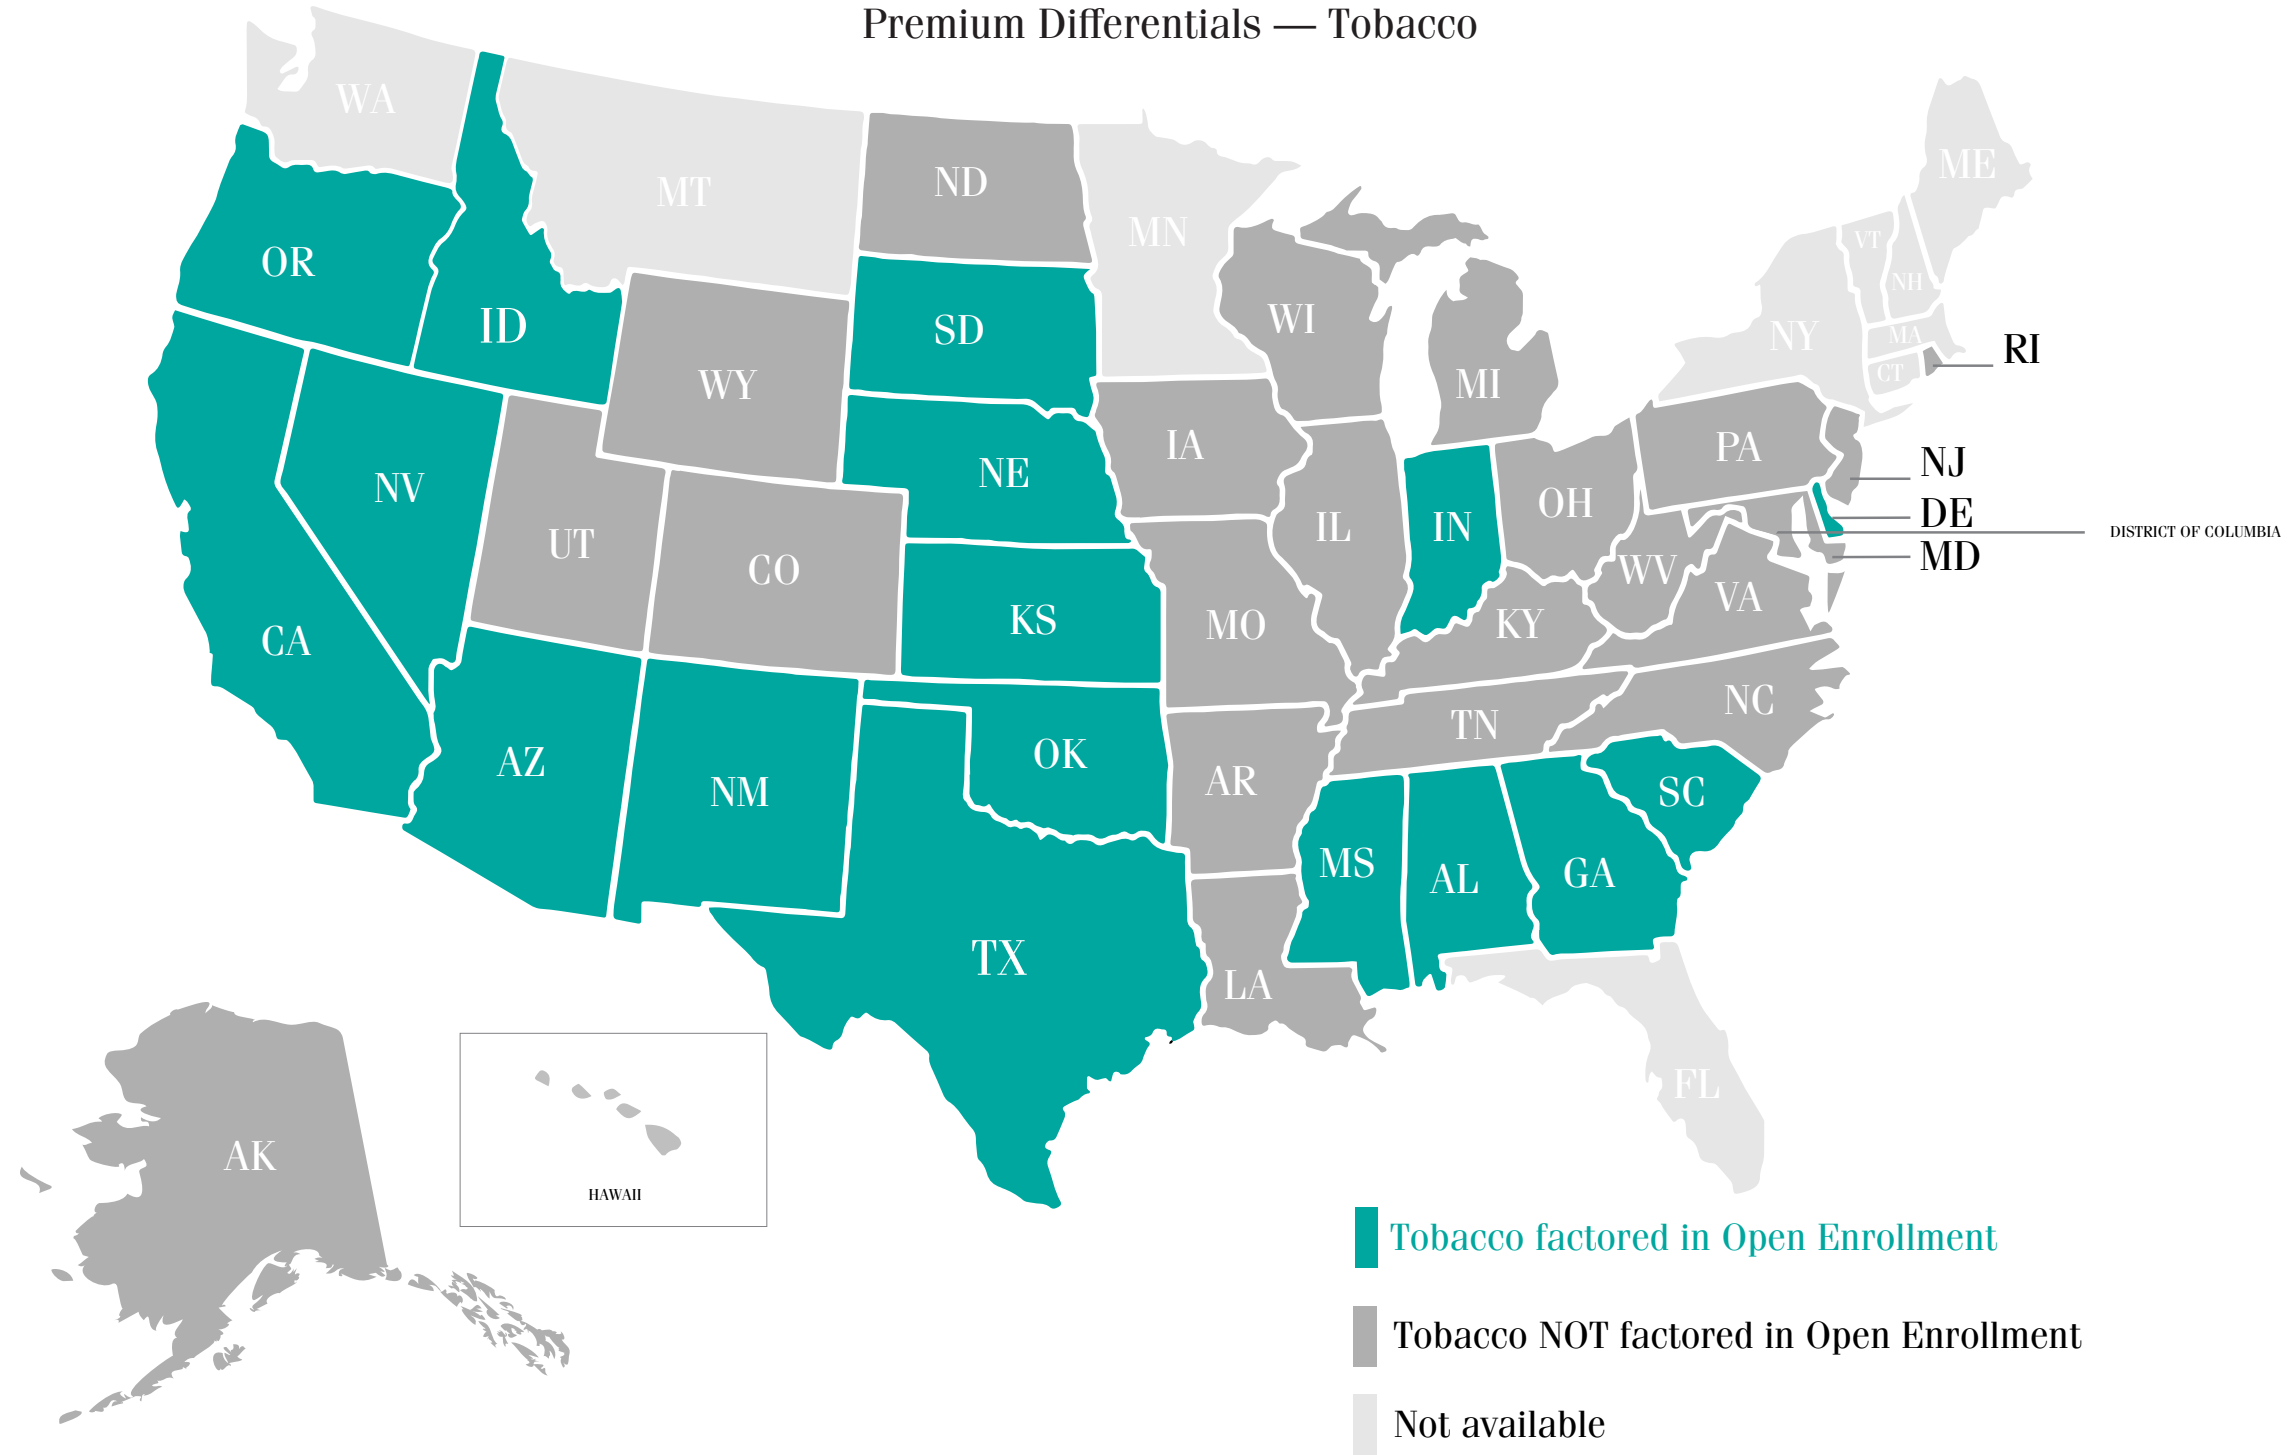 Premium Differentials — Tobacco
WA
MT
ND
MN
ME
OR
ID
SD
WI
VT
NH
NY
MA
RI
CT
WY
MI
IA
PA
NJ
NV
NE
OH
DE
UT
CO
IL
IN
DISTRICT OF COLUMBIA
MD
WV
VA
CA
KS
MO
KY
NC
TN
AZ
NM
OK
AR
SC
MS
AL
GA
TX
LA
FL
AK
HAWAII
Tobacco factored in Open Enrollment
Tobacco NOT factored in Open Enrollment
Not available